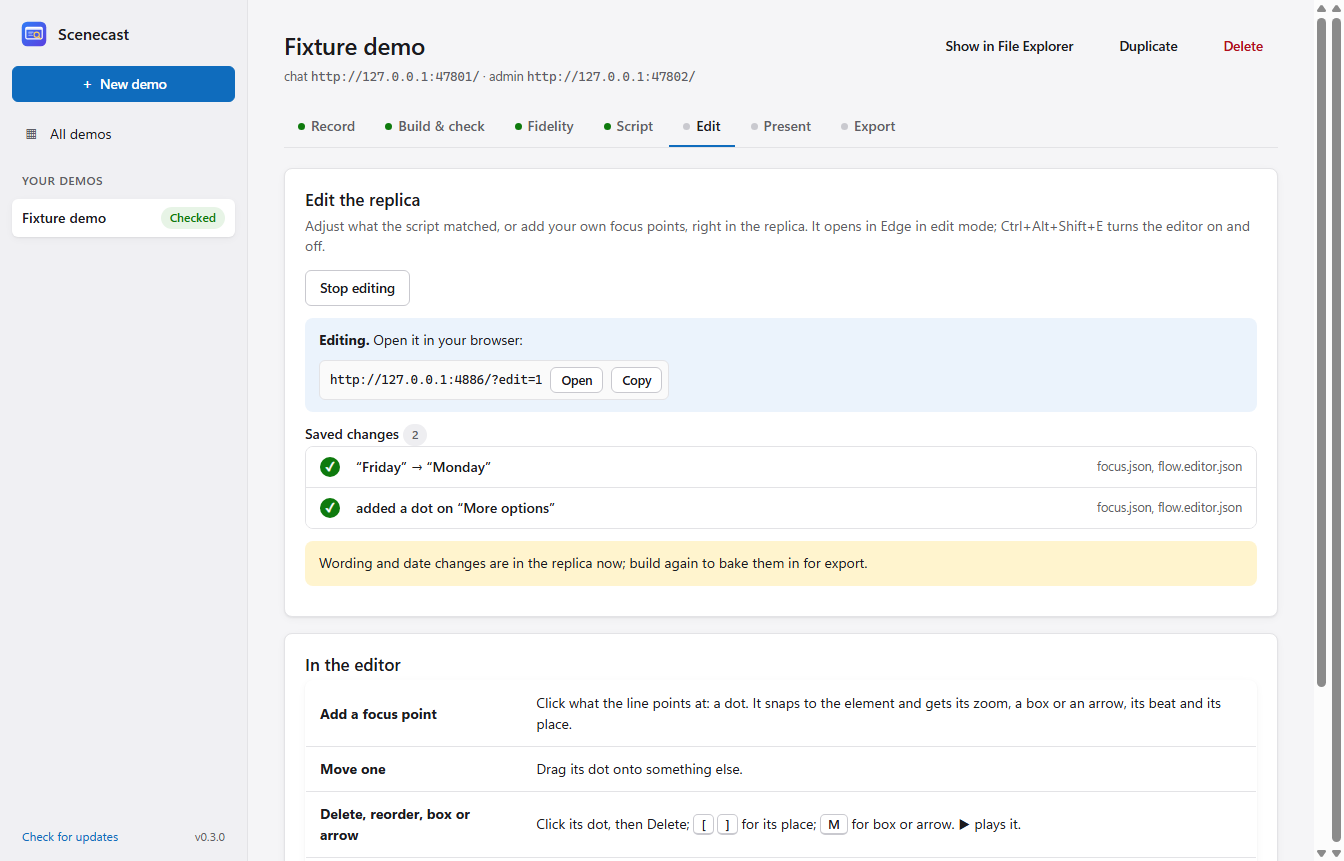 Scenecast
+ New demo
All demos
YOUR DEMOS
Fixture demo
Checked
Check for updates
v0.3.0
Fixture demo
Show in File Explorer
Duplicate
Delete
chat http://127.0.0.1:47801/ · admin http://127.0.0.1:47802/
Record
Build & check
Fidelity
Script
Edit
Present
Export
Edit the replica
Adjust what the script matched, or add your own focus points, right in the replica. It opens in Edge in edit mode; Ctrl+Alt+Shift+E turns the editor on and
off.
Stop editing
Editing. Open it in your browser:
http://127.0.0.1:4886/?edit=1
Open
Copy
Saved changes 2
“Friday” → “Monday”
focus.json, flow.editor.json
added a dot on “More options”
focus.json, flow.editor.json
Wording and date changes are in the replica now; build again to bake them in for export.
In the editor
Add a focus point
Click what the line points at: a dot. It snaps to the element and gets its zoom, a box or an arrow, its beat and its
place.
Move one
Drag its dot onto something else.
Delete, reorder, box or
arrow
Click its dot, then Delete; [ ] for its place; M for box or arrow. ▶ plays it.